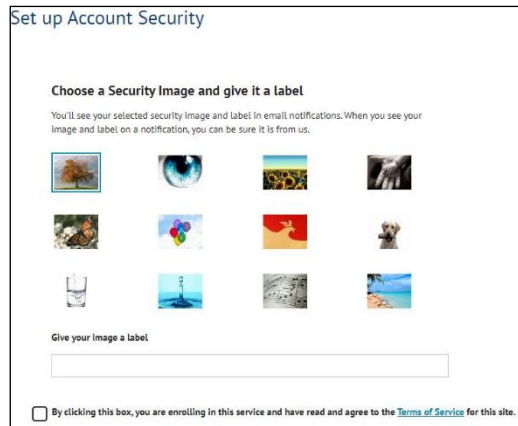 Set up Account Security
Choose a Security Image and give it a label
You'll see your selected security image and label in email notifications. When you see your
image and label on a notification, you can be sure it is from us.
Give your image a label
By clicking this box, you are enrolling in this service and have read and agree to the Terms of Service for this site.